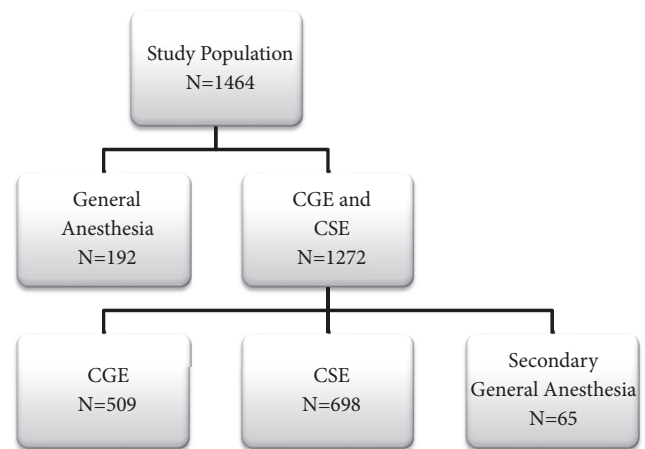 Study Population
N=1464
General
Anesthesia
N=192
CGE and
CSE
N=1272
CGE
N=509
CSE
N=698
Secondary
General Anesthesia
N=65